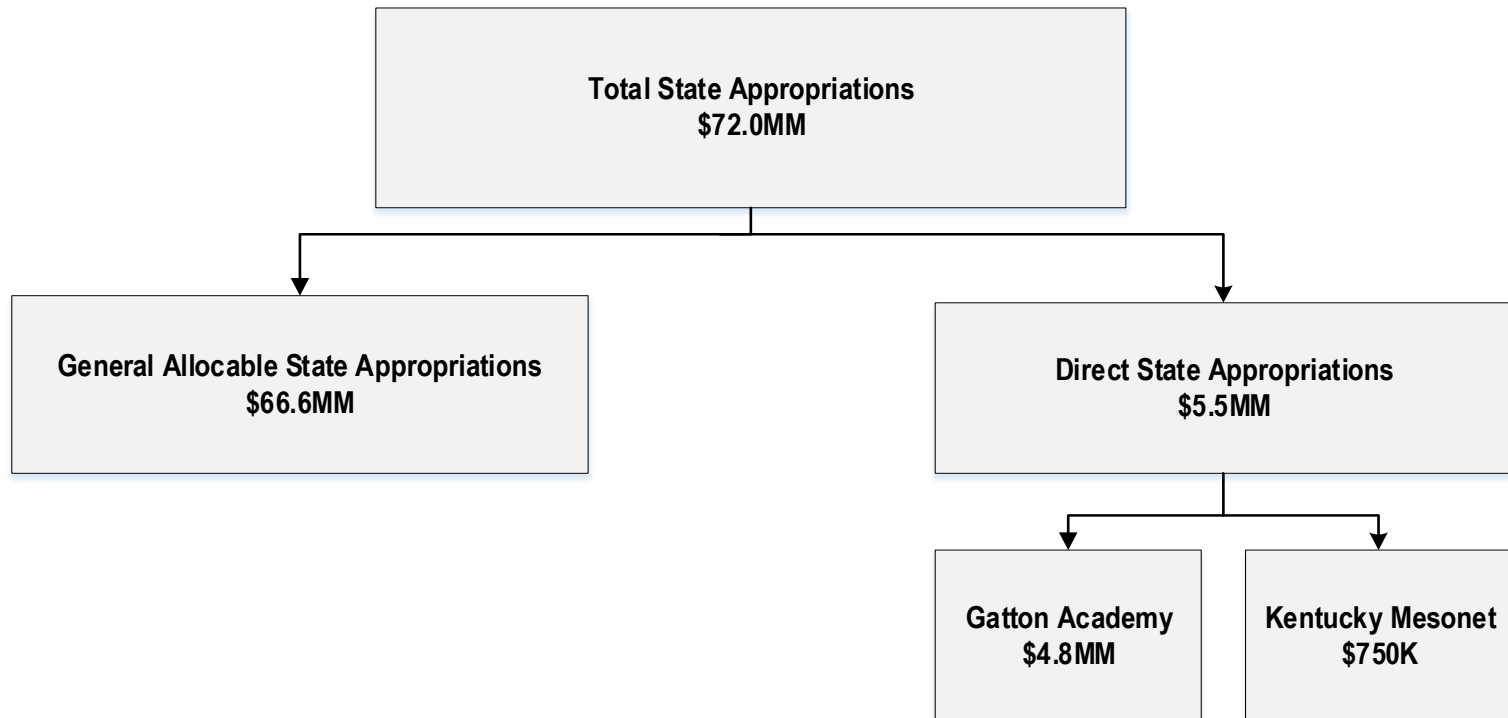 Total State Appropriations
$72.0MM
General Allocable State Appropriations
$66.6MM
Direct State Appropriations
$5.5MM
Gatton Academy
$4.8MM
Kentucky Mesonet
$750K